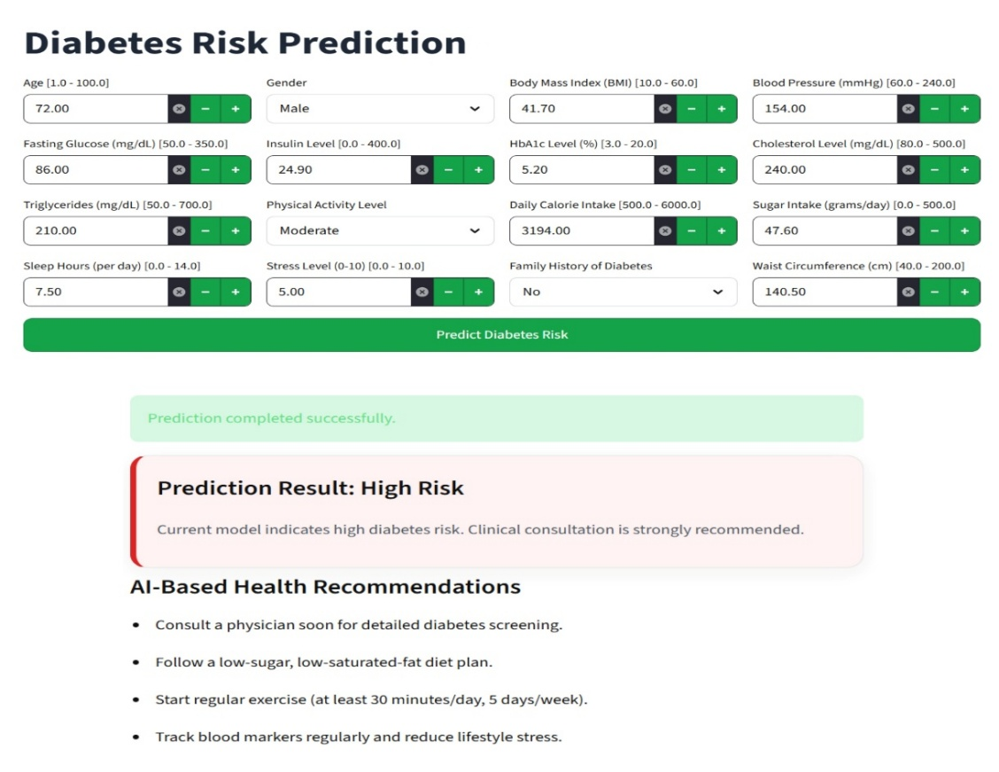 Diabetes Risk Prediction
Age [1.0 - 100.0] Gender Body Mass Index (BMI) [10.0 - 60.0] Blood Pressure (mmHg) [60.0 - 240.0]
72.00 Male 41.70 154.00
Fasting Glucose (mg/dL) [50.0 - 350.0] Insulin Level [0.0 - 400.0] HbA1c Level (%) [3.0 - 20.0] Cholesterol Level (mg/dL) [80.0 - 500.0]
86.00 24.90 5.20 240.00
Triglycerides (mg/dL) [50.0 - 700.0] Physical Activity Level Daily Calorie Intake [500.0 - 6000.0] Sugar Intake (grams/day) [0.0 - 500.0]
210.00 Moderate 3194.00 47.60
Sleep Hours (per day) [0.0 - 14.0] Stress Level (0-10) [0.0 - 10.0] Family History of Diabetes Waist Circumference (cm) [40.0 - 200.0]
7.50 5.00 No 140.50
Predict Diabetes Risk
Prediction completed successfully.
Prediction Result: High Risk
Current model indicates high diabetes risk. Clinical consultation is strongly recommended.
AI-Based Health Recommendations
• Consult a physician soon for detailed diabetes screening.
• Follow a low-sugar, low-saturated-fat diet plan.
• Start regular exercise (at least 30 minutes/day, 5 days/week).
• Track blood markers regularly and reduce lifestyle stress.